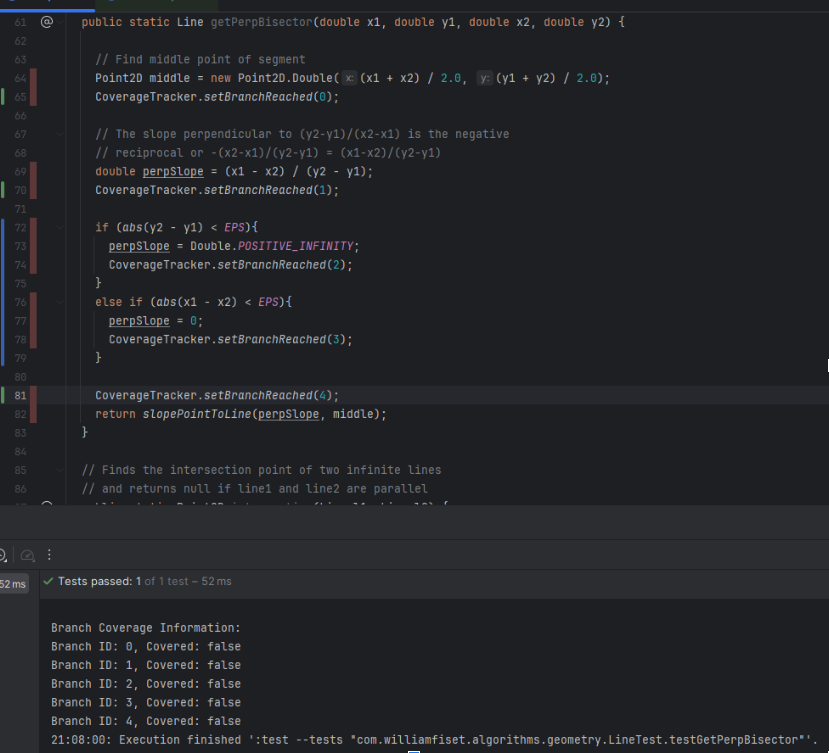 61 @ public static Line getPerpBisector(double x1, double y1, double x2, double y2) {
62
63 // Find middle point of segment
64 Point2D middle = new Point2D.Double( x: (x1 + x2) / 2.0, y: (y1 + y2) / 2.0);
65 CoverageTracker.setBranchReached(0);
66
67 // The slope perpendicular to (y2-y1)/(x2-x1) is the negative
68 // reciprocal or -(x2-x1)/(y2-y1) = (x1-x2)/(y2-y1)
69 double perpSlope = (x1 - x2) / (y2 - y1);
70 CoverageTracker.setBranchReached(1);
71
72 if (abs(y2 - y1) < EPS){
73 perpSlope = Double.POSITIVE_INFINITY;
74 CoverageTracker.setBranchReached(2);
75 }
76 else if (abs(x1 - x2) < EPS){
77 perpSlope = 0;
78 CoverageTracker.setBranchReached(3);
79 }
80
81 CoverageTracker.setBranchReached(4);
82 return slopePointToLine(perpSlope, middle);
83 }
84
85 // Finds the intersection point of two infinite lines
86 // and returns null if line1 and line2 are parallel
52 ms ✓ Tests passed: 1 of 1 test – 52 ms
Branch Coverage Information:
Branch ID: 0, Covered: false
Branch ID: 1, Covered: false
Branch ID: 2, Covered: false
Branch ID: 3, Covered: false
Branch ID: 4, Covered: false
21:08:00: Execution finished ':test --tests "com.williamfiset.algorithms.geometry.LineTest.testGetPerpBisector"'.